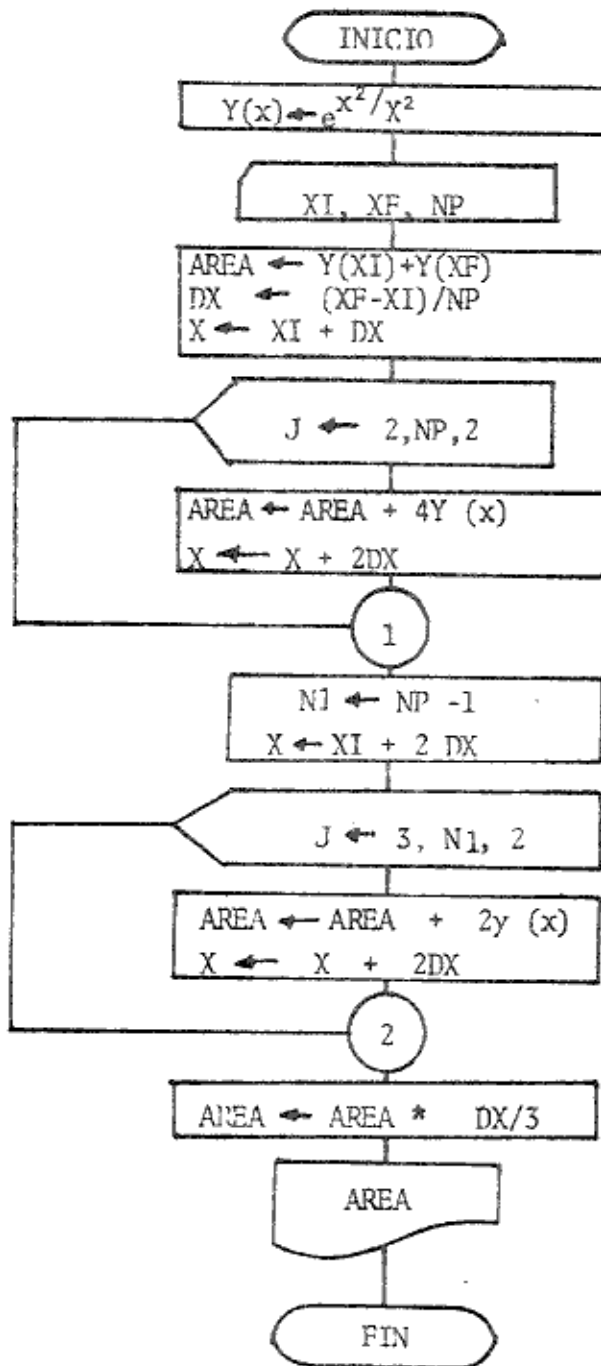 INICIO
Y(x) ← e^x²/X²
XI, XF, NP
AREA ← Y(XI)+Y(XF)
DX ← (XF-XI)/NP
X ← XI + DX
J ← 2,NP,2
AREA ← AREA + 4Y (x)
X ← X + 2DX
1
N1 ← NP -1
X ← XI + 2 DX
J ← 3, N1, 2
AREA ← AREA + 2y (x)
X ← X + 2DX
2
AREA ← AREA * DX/3
AREA
FIN